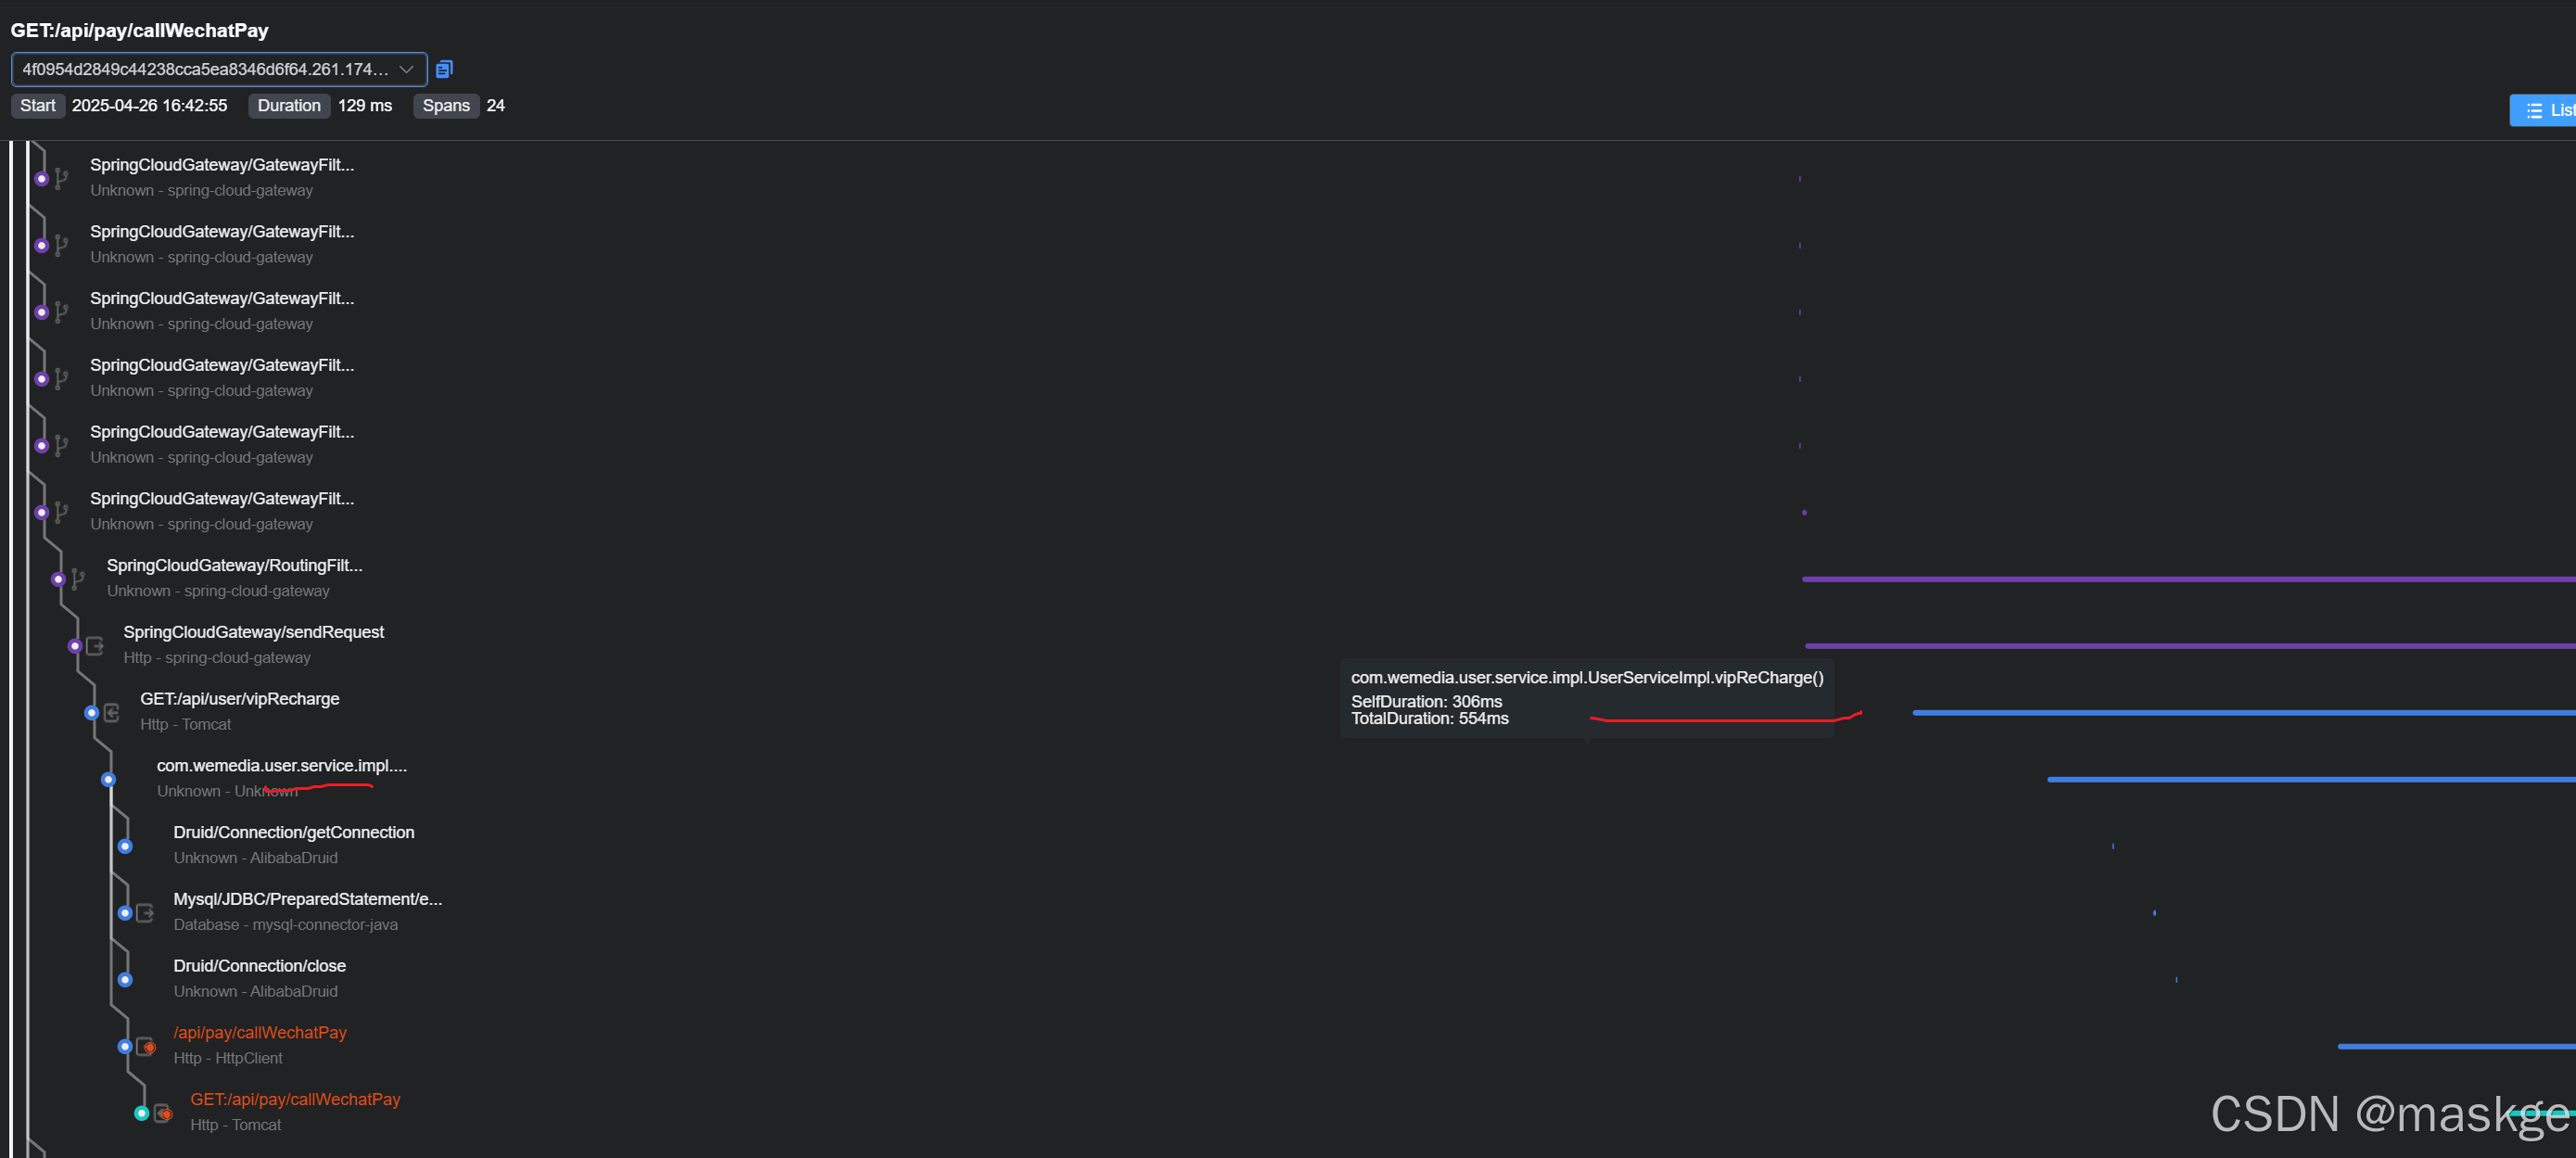 GET:/api/pay/callWechatPay
4f0954d2849c44238cca5ea8346d6f64.261.174...
Start 2025-04-26 16:42:55 Duration 129 ms Spans 24
List
SpringCloudGateway/GatewayFilt...
Unknown - spring-cloud-gateway
SpringCloudGateway/GatewayFilt...
Unknown - spring-cloud-gateway
SpringCloudGateway/GatewayFilt...
Unknown - spring-cloud-gateway
SpringCloudGateway/GatewayFilt...
Unknown - spring-cloud-gateway
SpringCloudGateway/GatewayFilt...
Unknown - spring-cloud-gateway
SpringCloudGateway/GatewayFilt...
Unknown - spring-cloud-gateway
SpringCloudGateway/RoutingFilt...
Unknown - spring-cloud-gateway
SpringCloudGateway/sendRequest
Http - spring-cloud-gateway
com.wemedia.user.service.impl.UserServiceImpl.vipReCharge()
SelfDuration: 306ms
TotalDuration: 554ms
GET:/api/user/vipRecharge
Http - Tomcat
com.wemedia.user.service.impl....
Unknown - Unknown
Druid/Connection/getConnection
Unknown - AlibabaDruid
Mysql/JDBC/PreparedStatement/e...
Database - mysql-connector-java
Druid/Connection/close
Unknown - AlibabaDruid
/api/pay/callWechatPay
Http - HttpClient
GET:/api/pay/callWechatPay
Http - Tomcat
CSDN @maskge